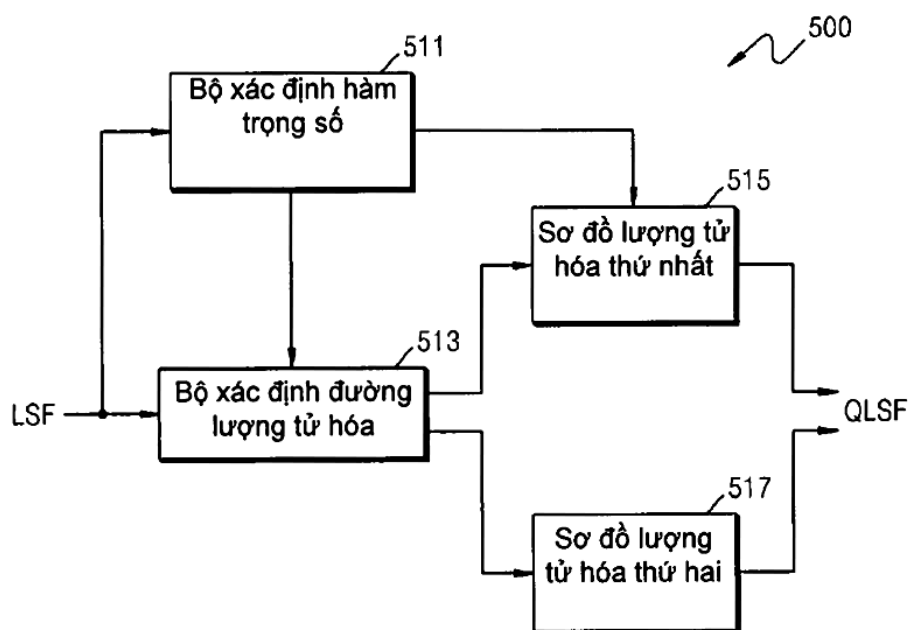 500
511
Bộ xác định hàm
trọng số
515
Sơ đồ lượng tử
hóa thứ nhất
513
Bộ xác định đường
lượng tử hóa
LSF
QLSF
517
Sơ đồ lượng
tử hóa thứ hai